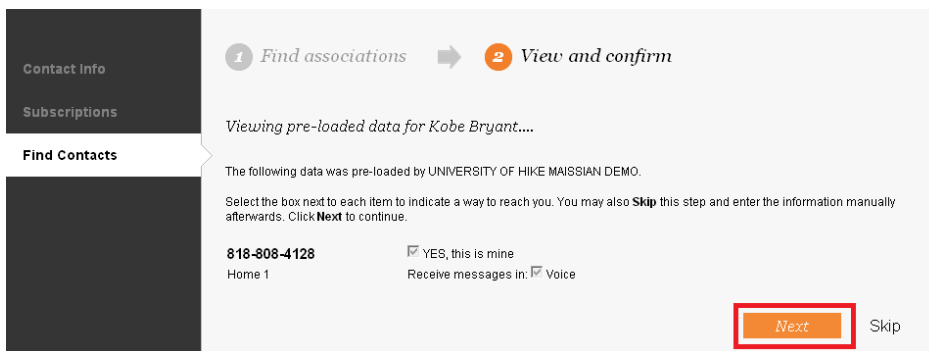 Contact Info
Subscriptions
Find Contacts
1 Find associations
2 View and confirm
Viewing pre-loaded data for Kobe Bryant....
The following data was pre-loaded by UNIVERSITY OF HIKE MAISSIAN DEMO.
Select the box next to each item to indicate a way to reach you. You may also Skip this step and enter the information manually
afterwards. Click Next to continue.
818-808-4128
YES, this is mine
Home 1
Receive messages in: Voice
Next
Skip